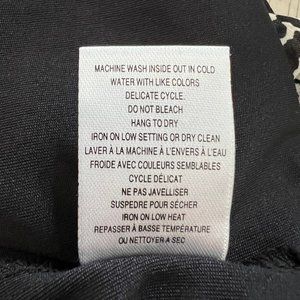 MACHINE WASH INSIDE OUT IN COLD
WATER WITH LIKE COLORS
DELICATE CYCLE.
DO NOT BLEACH
HANG TO DRY
IRON ON LOW SETTING OR DRY CLEAN
LAVER À LA MACHINE À L'ENVERS À L'EAU
FROIDE AVEC COULEURS SEMBLABLES
CYCLE DÉLICAT
NE PAS JAVELLISER
SUSPEDRE POUR SÉCHER
IRON ON LOW HEAT
REPASSER À BASSE TEMPÉRATURE
OU NETTOYER A SEC